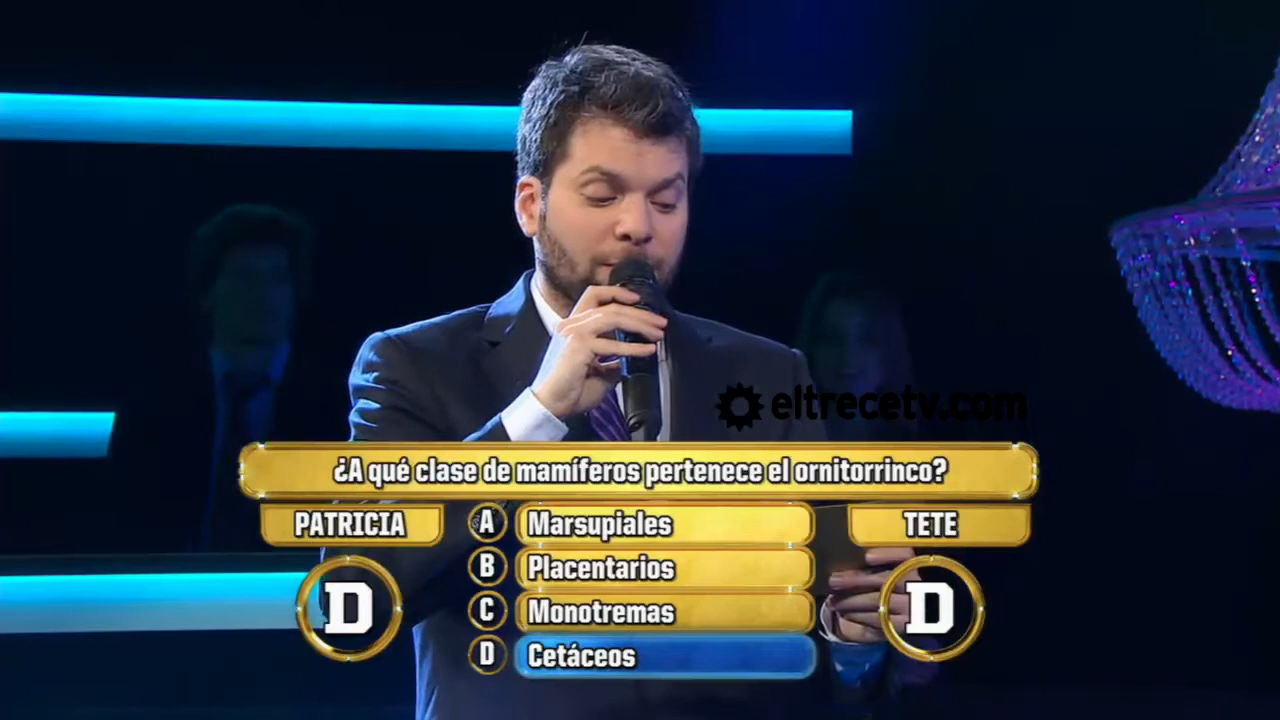 eltrecetv.com
¿A qué clase de mamíferos pertenece el ornitorrinco?
PATRICIA
D
A Marsupiales
B Placentarios
C Monotremas
D Cetáceos
TETE
D